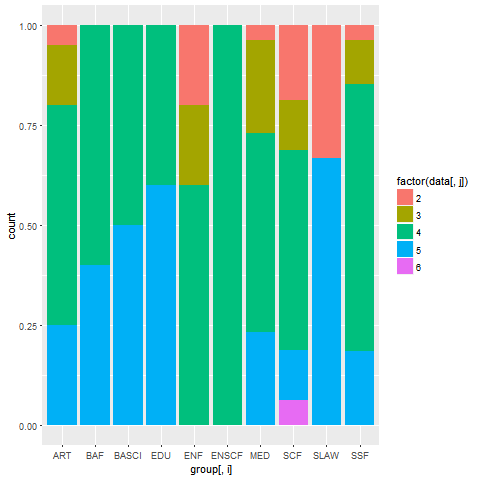 1.00
0.75
0.50
0.25
0.00
count
ART BAF BASCI EDU ENF ENSCF MED SCF SLAW SSF
group[, i]
factor(data[, j])
2
3
4
5
6